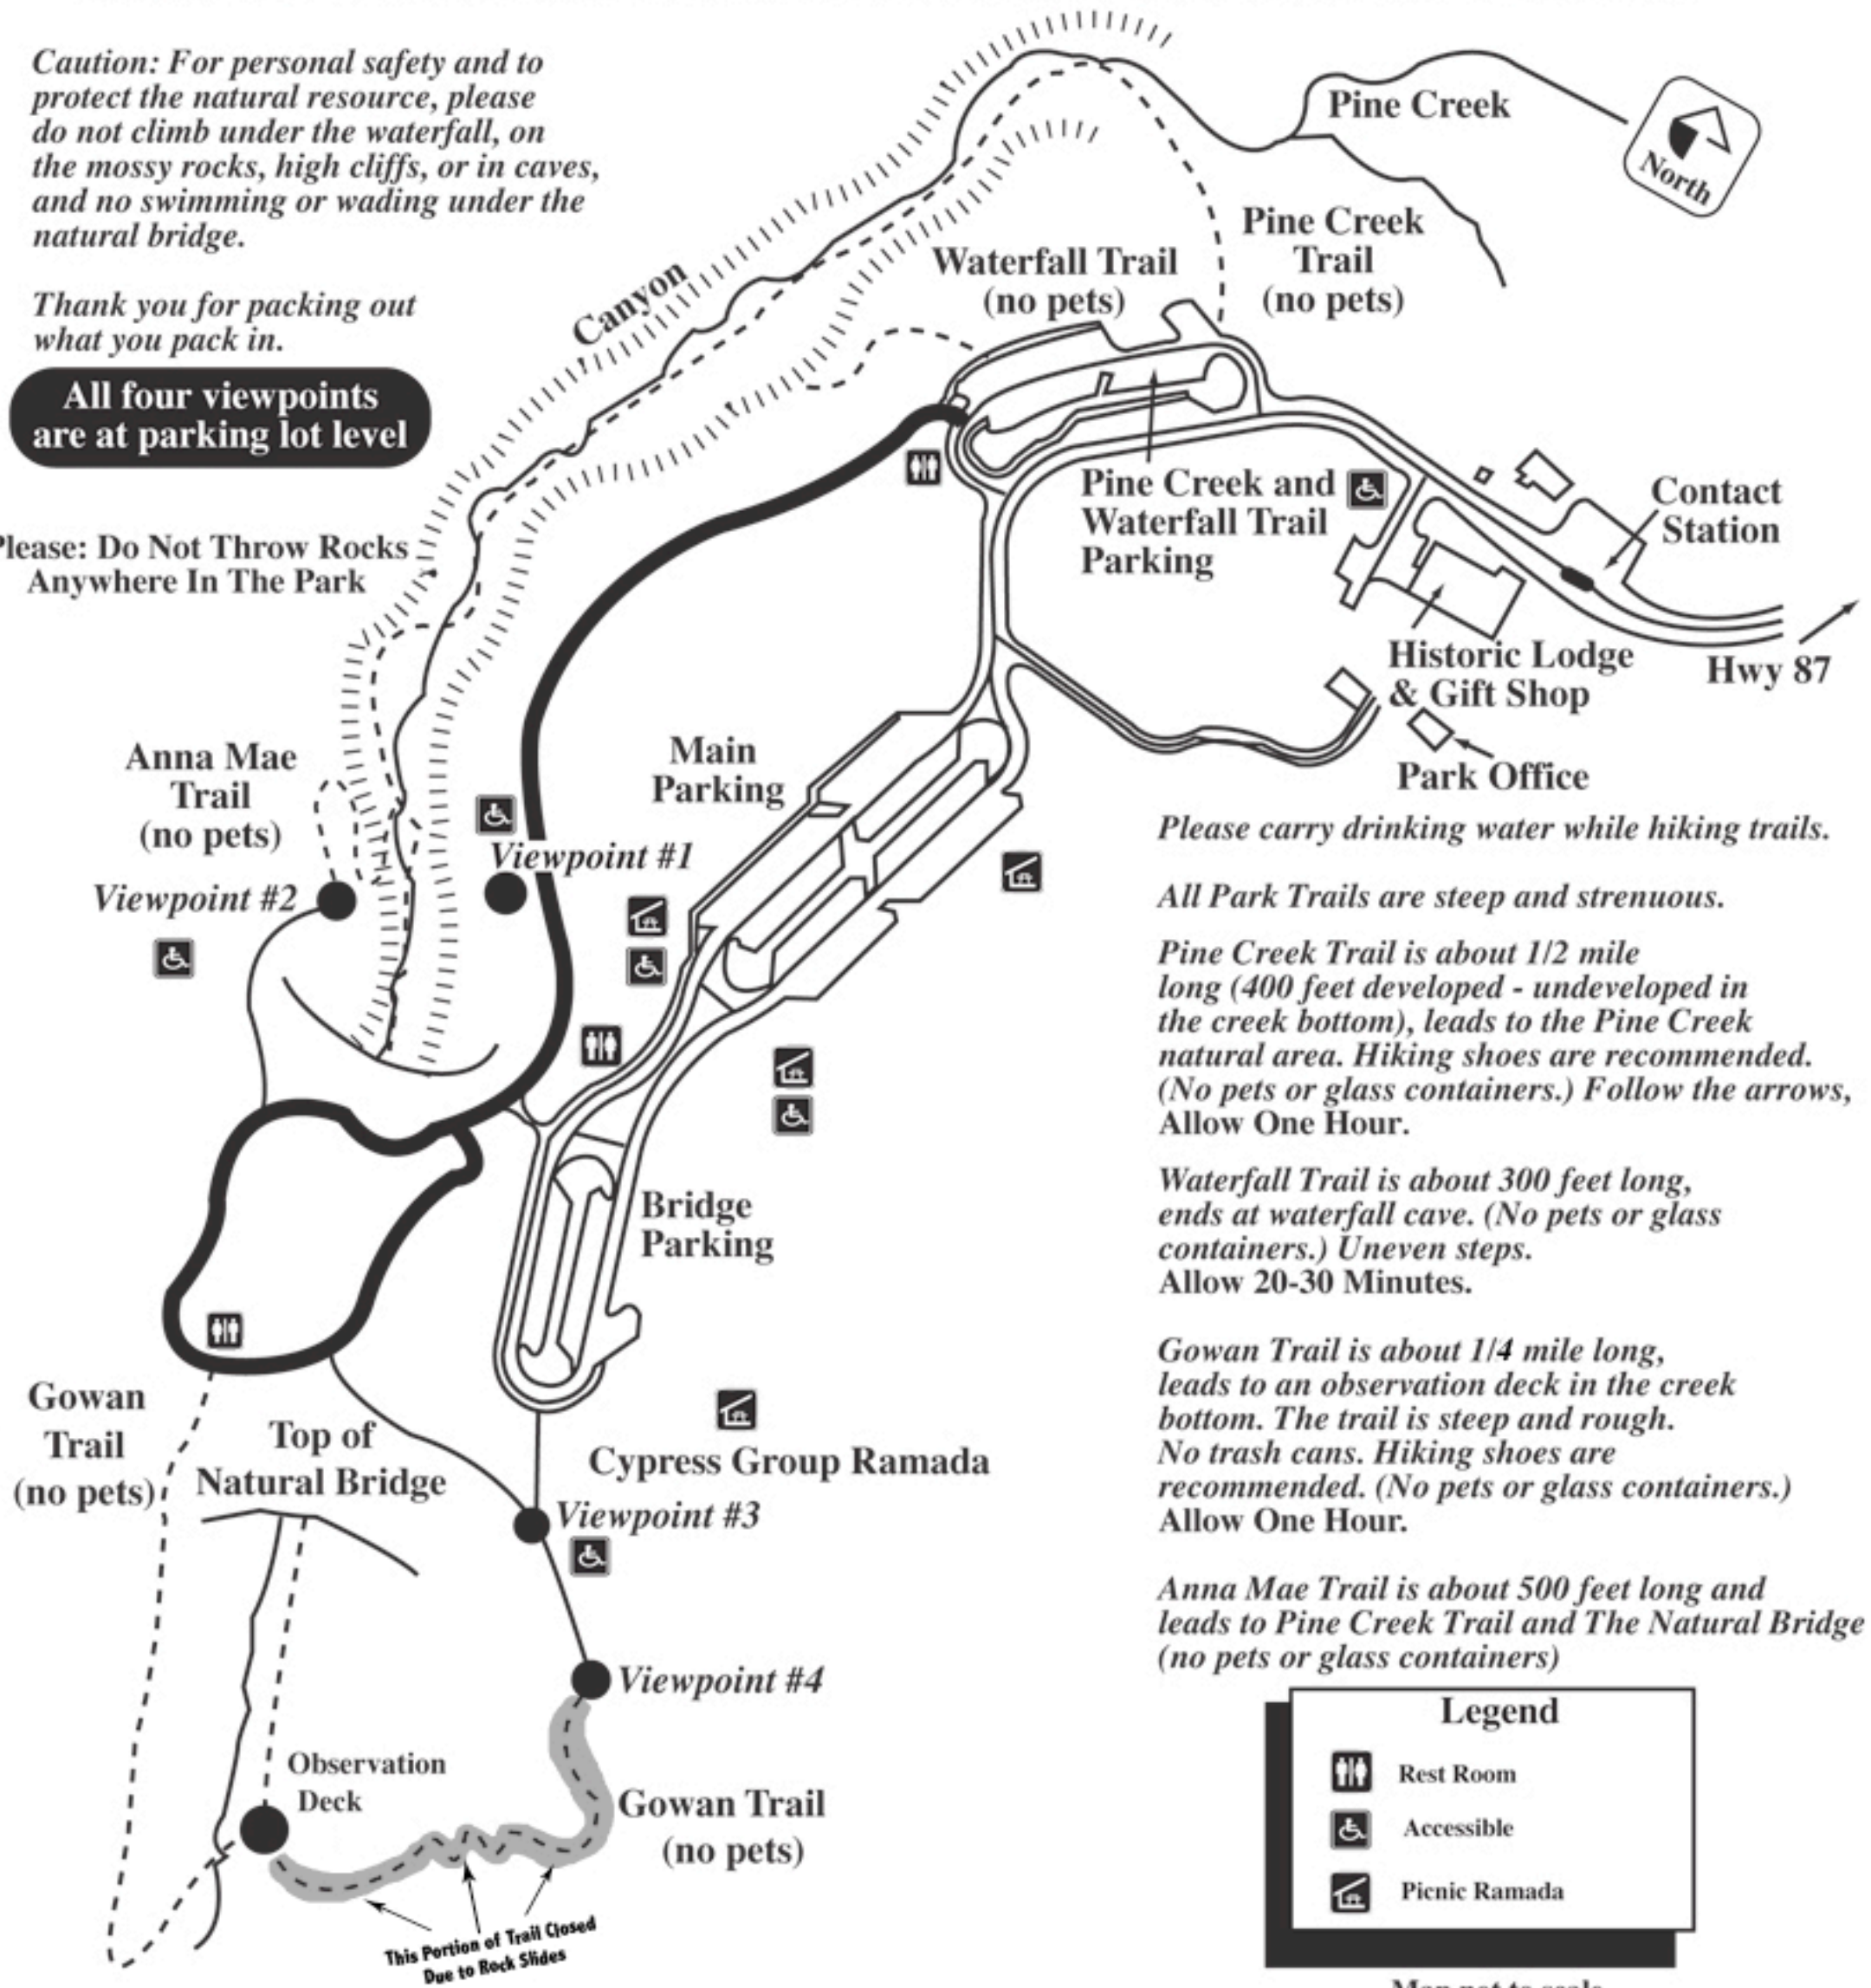 Caution: For personal safety and to
protect the natural resource, please
do not climb under the waterfall, on
the mossy rocks, high cliffs, or in caves,
and no swimming or wading under the
natural bridge.
Thank you for packing out
what you pack in.
All four viewpoints
are at parking lot level
Please: Do Not Throw Rocks
Anywhere In The Park
Canyon
Pine Creek
North
Pine Creek
Trail
(no pets)
Waterfall Trail
(no pets)
Pine Creek and
Waterfall Trail
Parking
Contact
Station
Historic Lodge
& Gift Shop
Hwy 87
Park Office
Main
Parking
Anna Mae
Trail
(no pets)
Viewpoint #1
Viewpoint #2
Bridge
Parking
Gowan
Trail
(no pets)
Top of
Natural Bridge
Cypress Group Ramada
Viewpoint #3
Viewpoint #4
Observation
Deck
Gowan Trail
(no pets)
This Portion of Trail Closed
Due to Rock Slides
Please carry drinking water while hiking trails.
All Park Trails are steep and strenuous.
Pine Creek Trail is about 1/2 mile
long (400 feet developed - undeveloped in
the creek bottom), leads to the Pine Creek
natural area. Hiking shoes are recommended.
(No pets or glass containers.) Follow the arrows,
Allow One Hour.
Waterfall Trail is about 300 feet long,
ends at waterfall cave. (No pets or glass
containers.) Uneven steps.
Allow 20-30 Minutes.
Gowan Trail is about 1/4 mile long,
leads to an observation deck in the creek
bottom. The trail is steep and rough.
No trash cans. Hiking shoes are
recommended. (No pets or glass containers.)
Allow One Hour.
Anna Mae Trail is about 500 feet long and
leads to Pine Creek Trail and The Natural Bridge
(no pets or glass containers)
Legend
Rest Room
Accessible
Picnic Ramada
Map not to scale